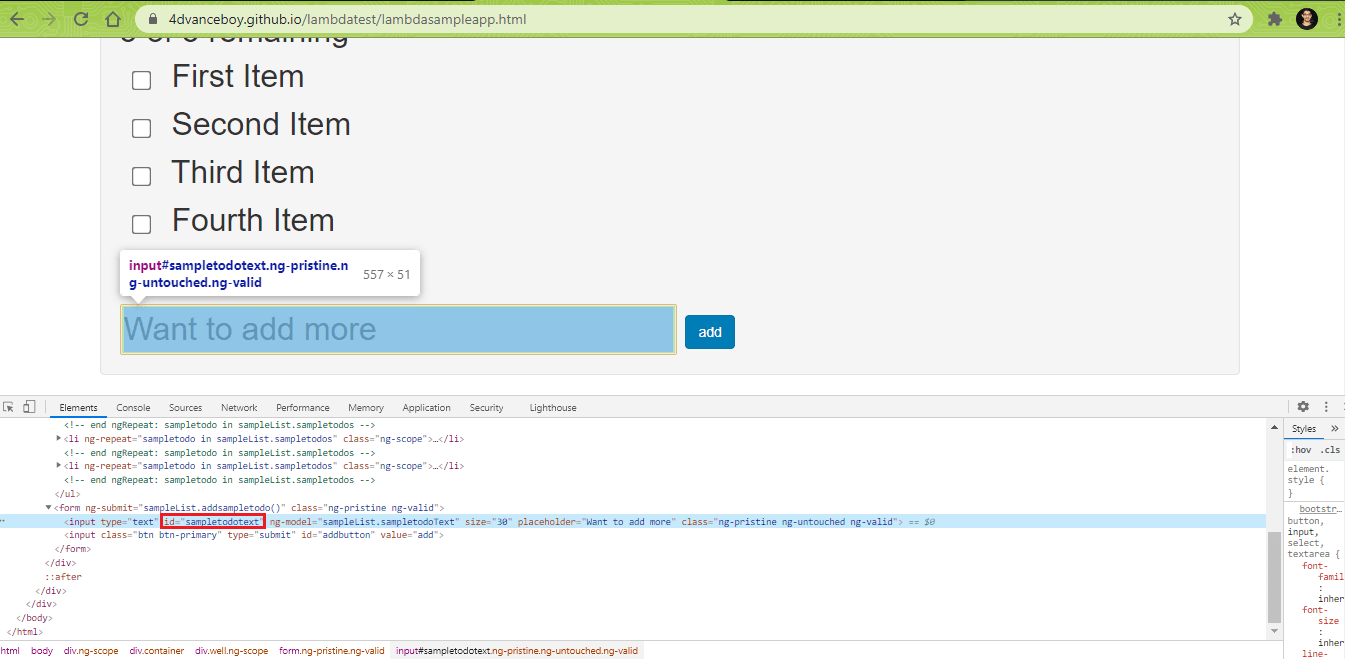 4dvanceboy.github.io/lambdatest/lambdasampleapp.html
remaining
First Item
Second Item
Third Item
Fourth Item
input#sampletodotext.ng-pristine.n
g-untouched.ng-valid
557 × 51
Want to add more
add
Elements Console Sources Network Performance Memory Application Security Lighthouse
<!-- end ngRepeat: sampletodo in sampleList.sampletodos -->
<li ng-repeat="sampletodo in sampleList.sampletodos" class="ng-scope">…</li>
<!-- end ngRepeat: sampletodo in sampleList.sampletodos -->
<li ng-repeat="sampletodo in sampleList.sampletodos" class="ng-scope">…</li>
<!-- end ngRepeat: sampletodo in sampleList.sampletodos -->
</ul>
<form ng-submit="sampleList.addsampletodo()" class="ng-pristine ng-valid">
<input type="text" id="sampletodotext" ng-model="sampleList.sampletodoText" size="30" placeholder="Want to add more" class="ng-pristine ng-untouched ng-valid"> == $0
<input class="btn btn-primary" type="submit" id="addbutton" value="add">
</form>
</div>
::after
</div>
</div>
</body>
</html>
html body div.ng-scope div.container div.well.ng-scope form.ng-pristine.ng-valid input#sampletodotext.ng-pristine.ng-untouched.ng-valid
Styles »
:hov .cls
element.
style {
}
bootstr…
button,
input,
select,
textarea {
font-
famil
:
inher
font-
size
:
inher
line-